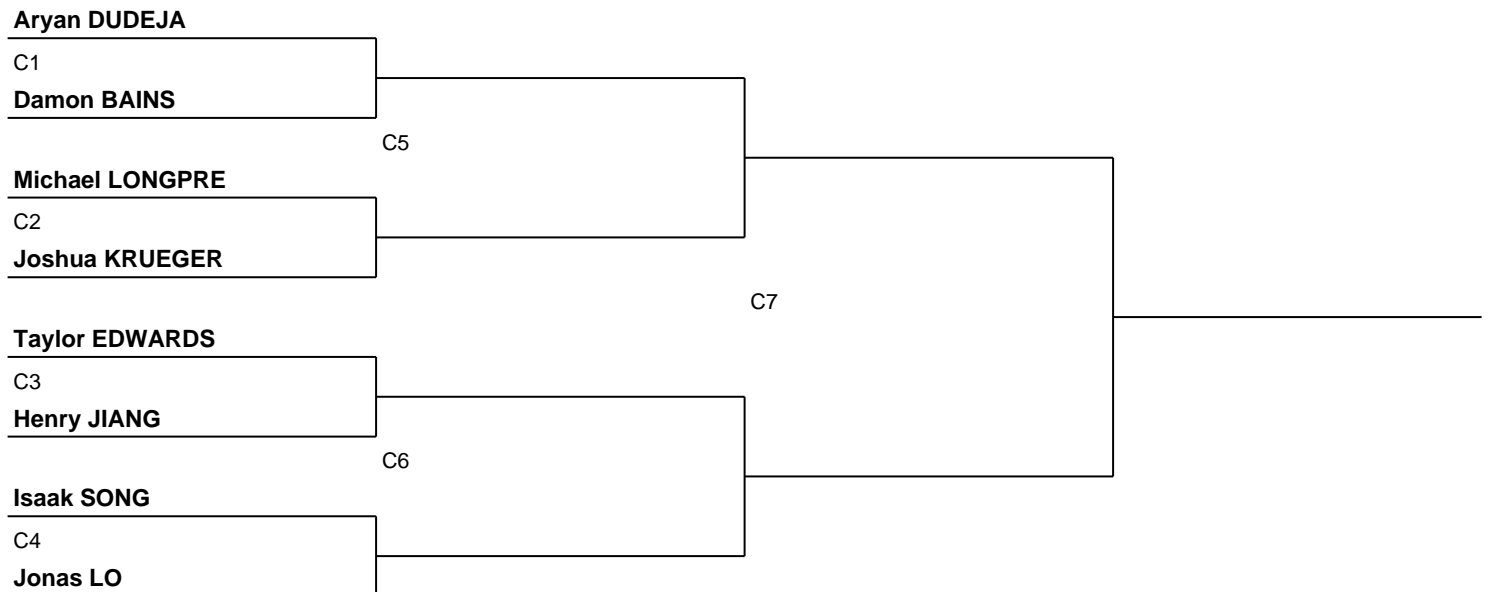 Aryan DUDEJA
C1
Damon BAINS
C5
Michael LONGPRE
C2
Joshua KRUEGER
C7
Taylor EDWARDS
C3
Henry JIANG
C6
Isaak SONG
C4
Jonas LO